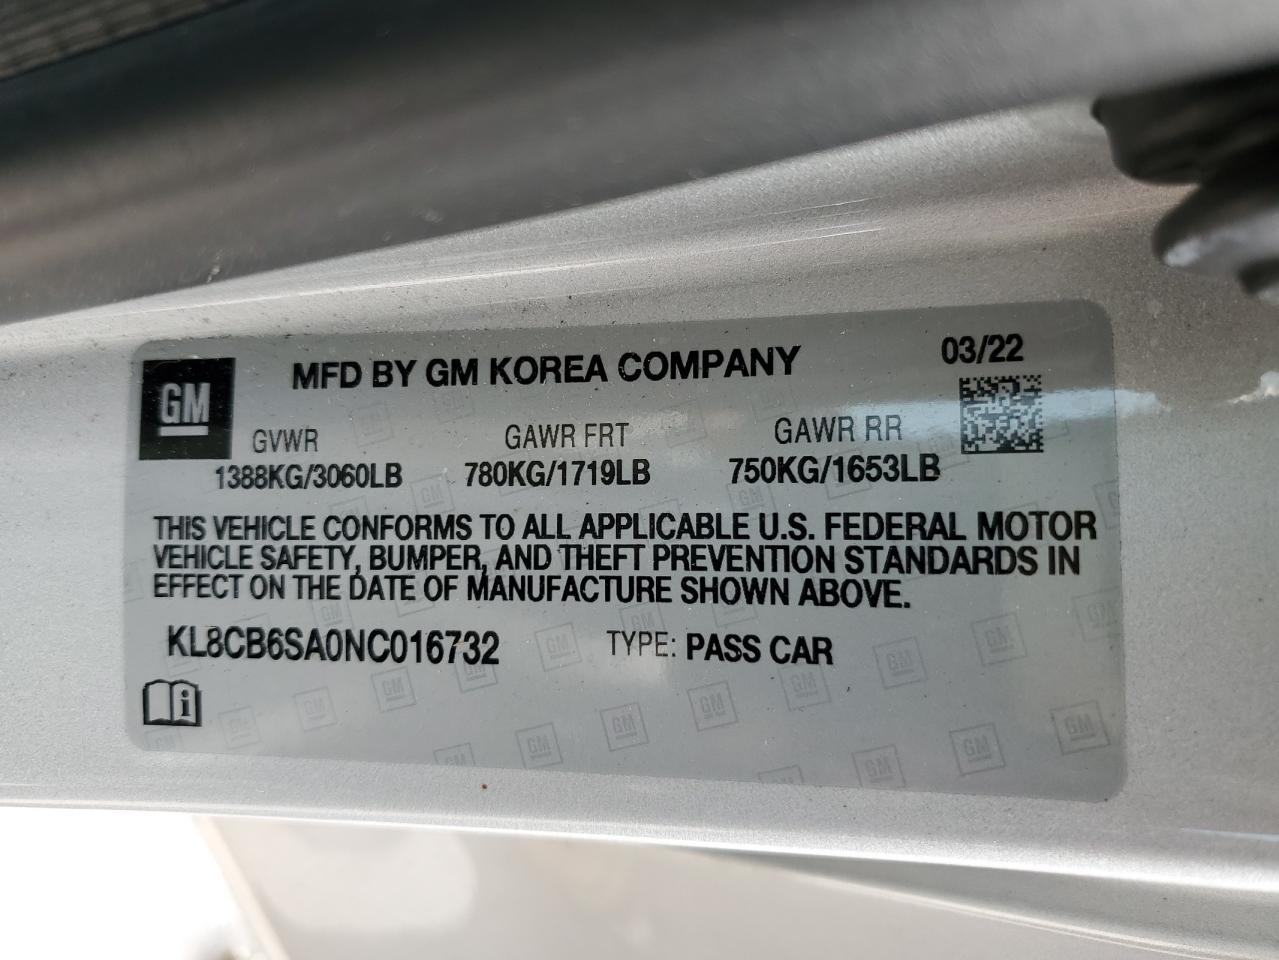 MFD BY GM KOREA COMPANY 03/22
GM
GVWR GAWR FRT GAWR RR
1388KG/3060LB 780KG/1719LB 750KG/1653LB
THIS VEHICLE CONFORMS TO ALL APPLICABLE U.S. FEDERAL MOTOR
VEHICLE SAFETY, BUMPER, AND THEFT PREVENTION STANDARDS IN
EFFECT ON THE DATE OF MANUFACTURE SHOWN ABOVE.
KL8CB6SA0NC016732 TYPE: PASS CAR